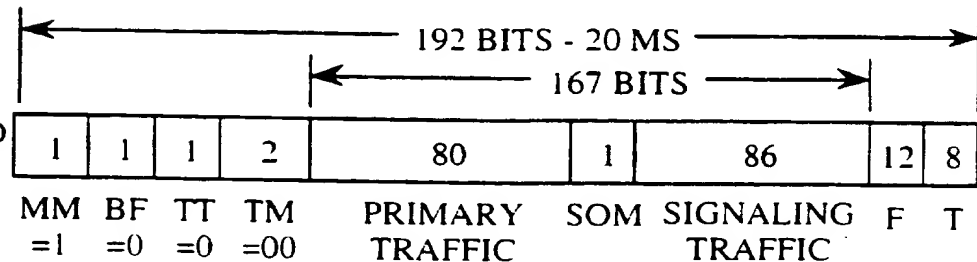 192 BITS - 20 MS
167 BITS
1 1 1 2 80 1 86 12 8
MM BF TT TM PRIMARY SOM SIGNALING F T
=1 =0 =0 =00 TRAFFIC TRAFFIC